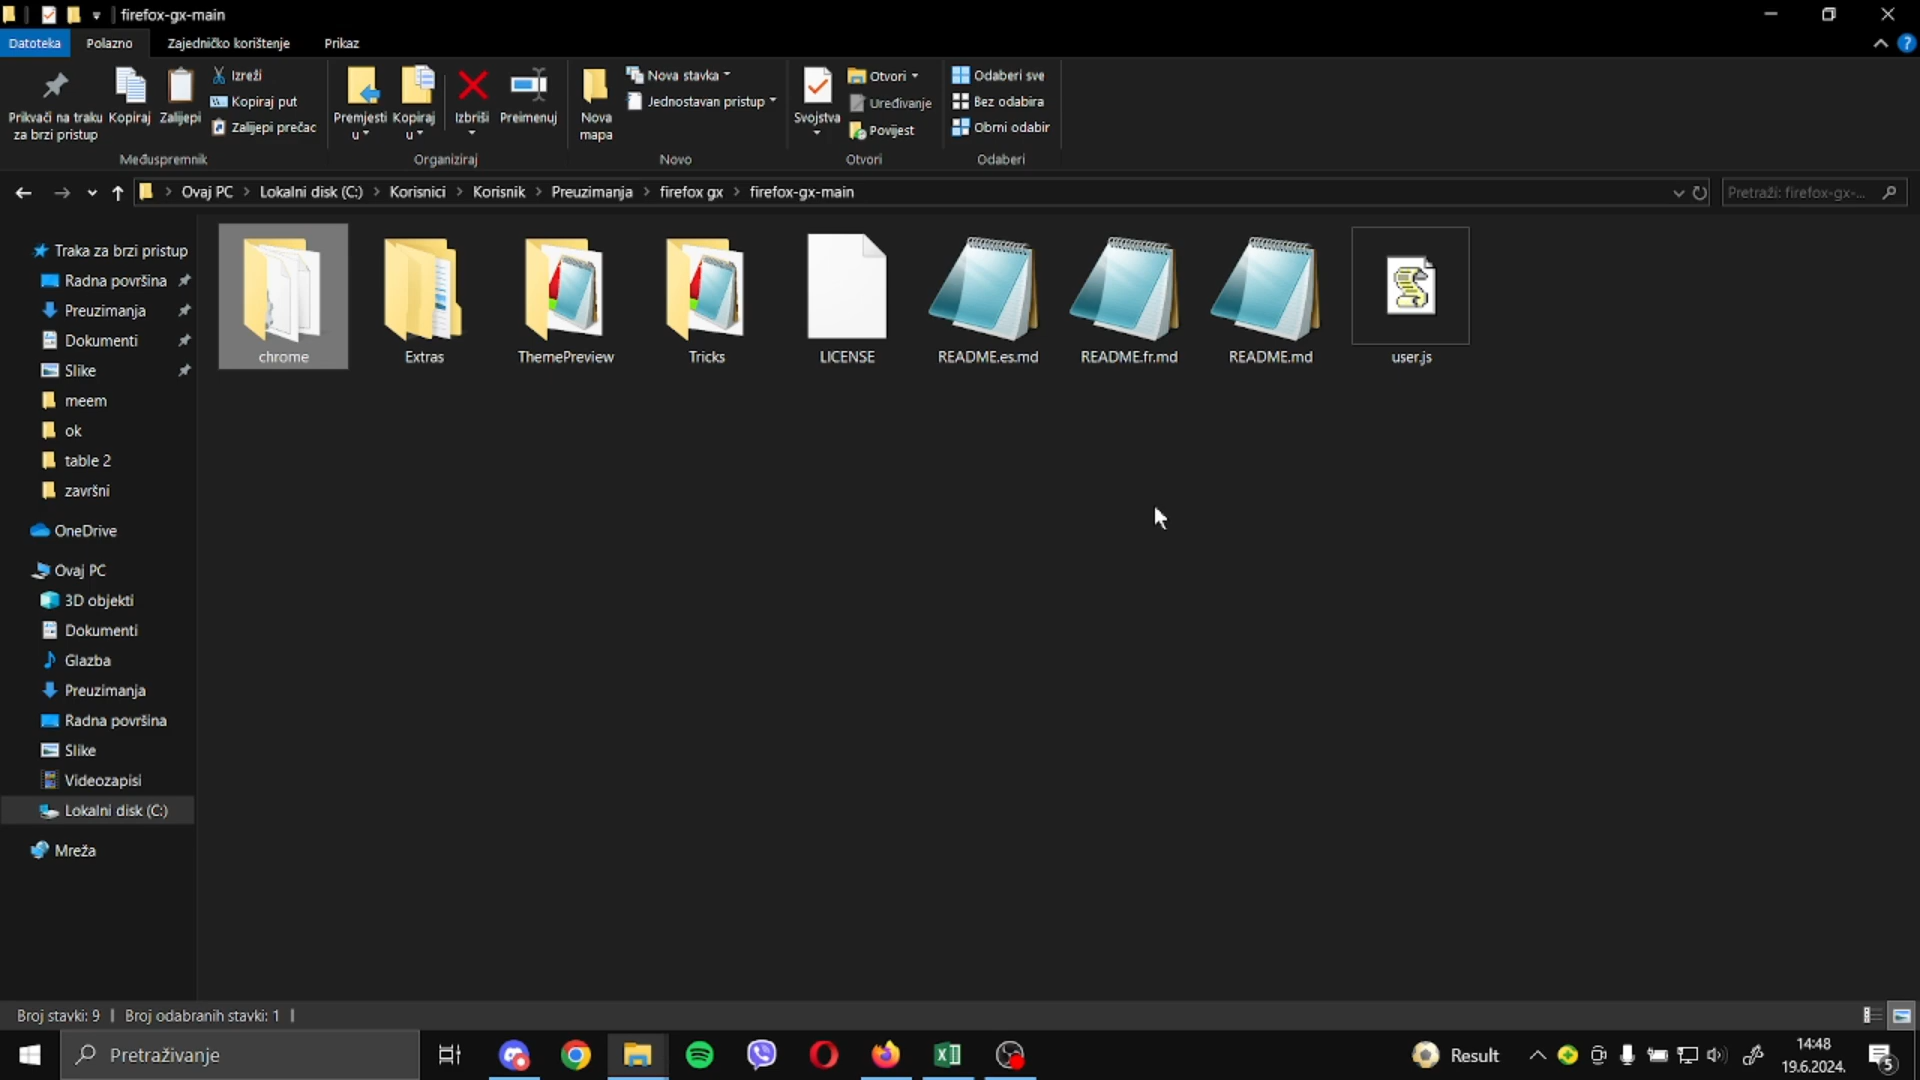 firefox-gx-main
Datoteka Polazno Zajedničko korištenje Prikaz
Prikvači na traku za brzi pristup
Kopiraj
Zalijepi
Izreži
Kopiraj put
Zalijepi prečac
Međuspremnik
Premjesti u
Kopiraj u
Izbriši
Preimenuj
Organiziraj
Nova mapa
Nova stavka
Jednostavan pristup
Novo
Svojstva
Otvori
Uređivanje
Povijest
Otvori
Odaberi sve
Bez odabira
Obrni odabir
Odaberi
Ovaj PC > Lokalni disk (C:) > Korisnici > Korisnik > Preuzimanja > firefox gx > firefox-gx-main
Pretraži: firefox-gx-...
Traka za brzi pristup
Radna površina
Preuzimanja
Dokumenti
Slike
meem
ok
table 2
završni
OneDrive
Ovaj PC
3D objekti
Dokumenti
Glazba
Preuzimanja
Radna površina
Slike
Videozapisi
Lokalni disk (C:)
Mreža
chrome
Extras
ThemePreview
Tricks
LICENSE
README.es.md
README.fr.md
README.md
user.js
Broj stavki: 9 | Broj odabranih stavki: 1 |
Pretraživanje
Result
14:48
19.6.2024.
5